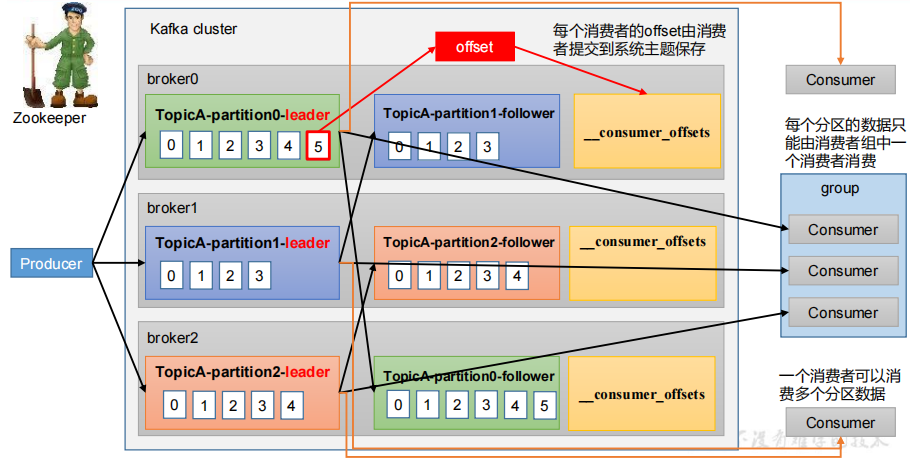 Kafka cluster
offset
每个消费者的offset由消费
者提交到系统主题保存
Zookeeper
ZOO
broker0
TopicA-partition0-leader
0 1 2 3 4 5
TopicA-partition1-follower
0 1 2 3
__consumer_offsets
Consumer
每个分区的数据只
能由消费者组中一
个消费者消费
group
Consumer
Consumer
Consumer
Producer
broker1
TopicA-partition1-leader
0 1 2 3
TopicA-partition2-follower
0 1 2 3 4
__consumer_offsets
broker2
TopicA-partition2-leader
0 1 2 3 4
TopicA-partition0-follower
0 1 2 3 4 5
__consumer_offsets
一个消费者可以消
费多个分区数据
Consumer